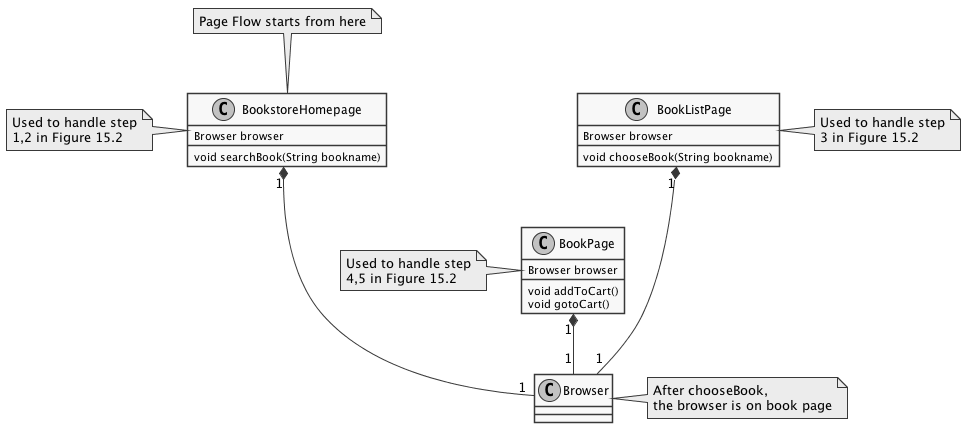 Page Flow starts from here
C BookstoreHomepage
Browser browser
void searchBook(String bookname)
Used to handle step
1,2 in Figure 15.2
C BookListPage
Browser browser
void chooseBook(String bookname)
Used to handle step
3 in Figure 15.2
1
1
C BookPage
Browser browser
void addToCart()
void gotoCart()
Used to handle step
4,5 in Figure 15.2
1
1
1
1
C Browser
After chooseBook,
the browser is on book page